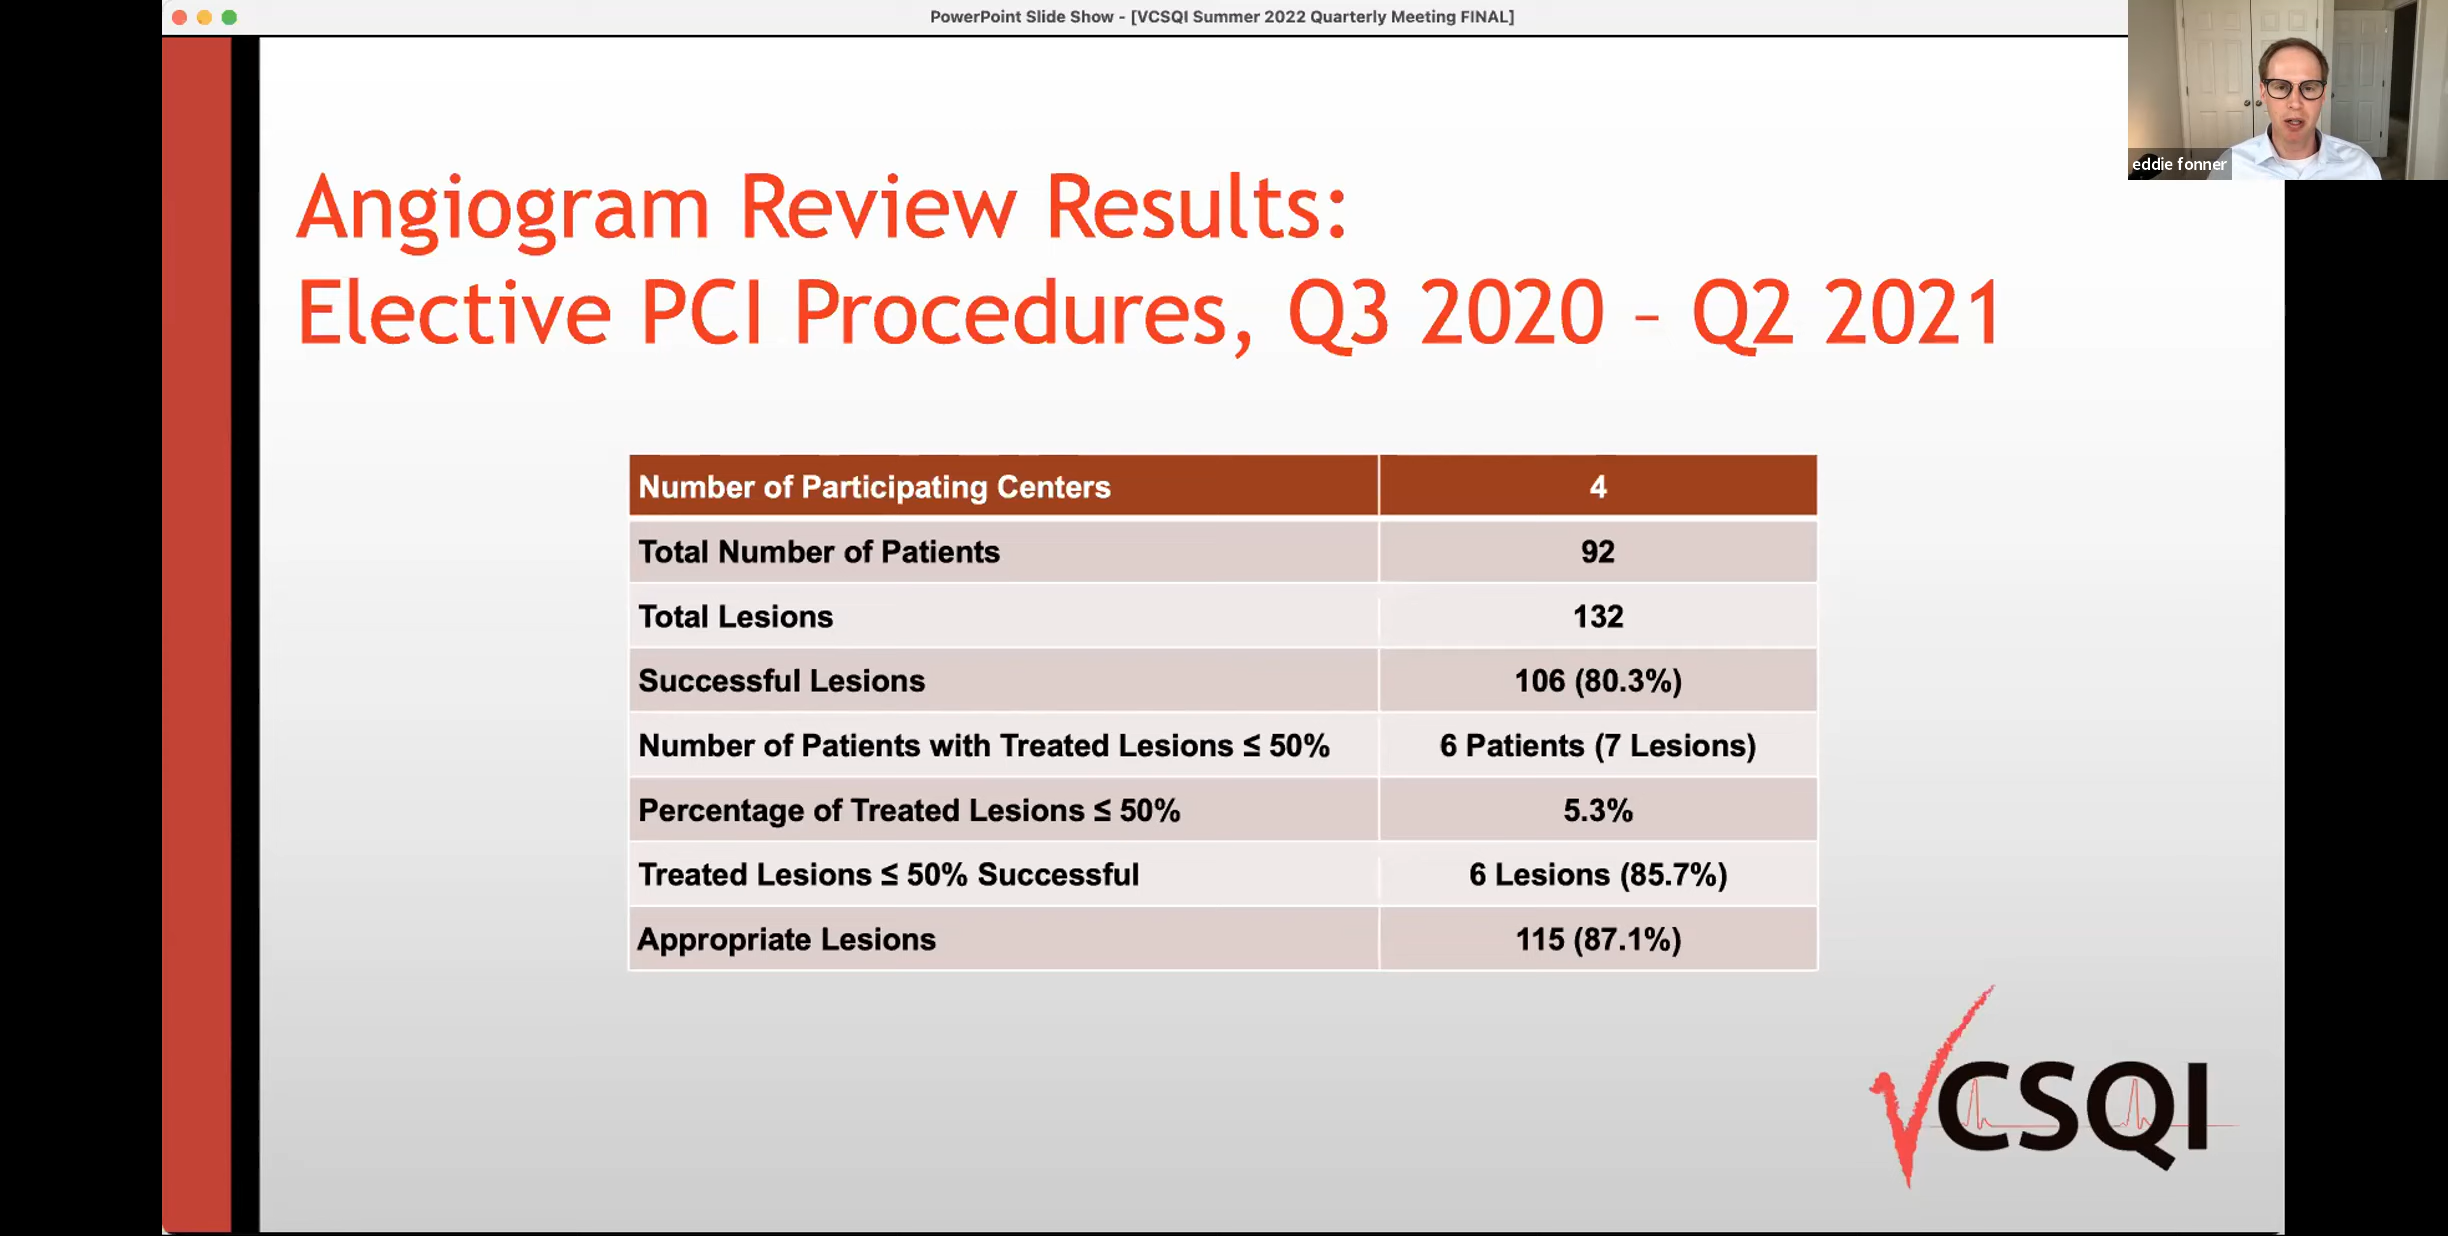 PowerPoint Slide Show - [VCSQI Summer 2022 Quarterly Meeting FINAL]
eddie fonner
Angiogram Review Results:
Elective PCI Procedures, Q3 2020 – Q2 2021
Number of Participating Centers 4
Total Number of Patients 92
Total Lesions 132
Successful Lesions 106 (80.3%)
Number of Patients with Treated Lesions ≤ 50% 6 Patients (7 Lesions)
Percentage of Treated Lesions ≤ 50% 5.3%
Treated Lesions ≤ 50% Successful 6 Lesions (85.7%)
Appropriate Lesions 115 (87.1%)
VCSQI